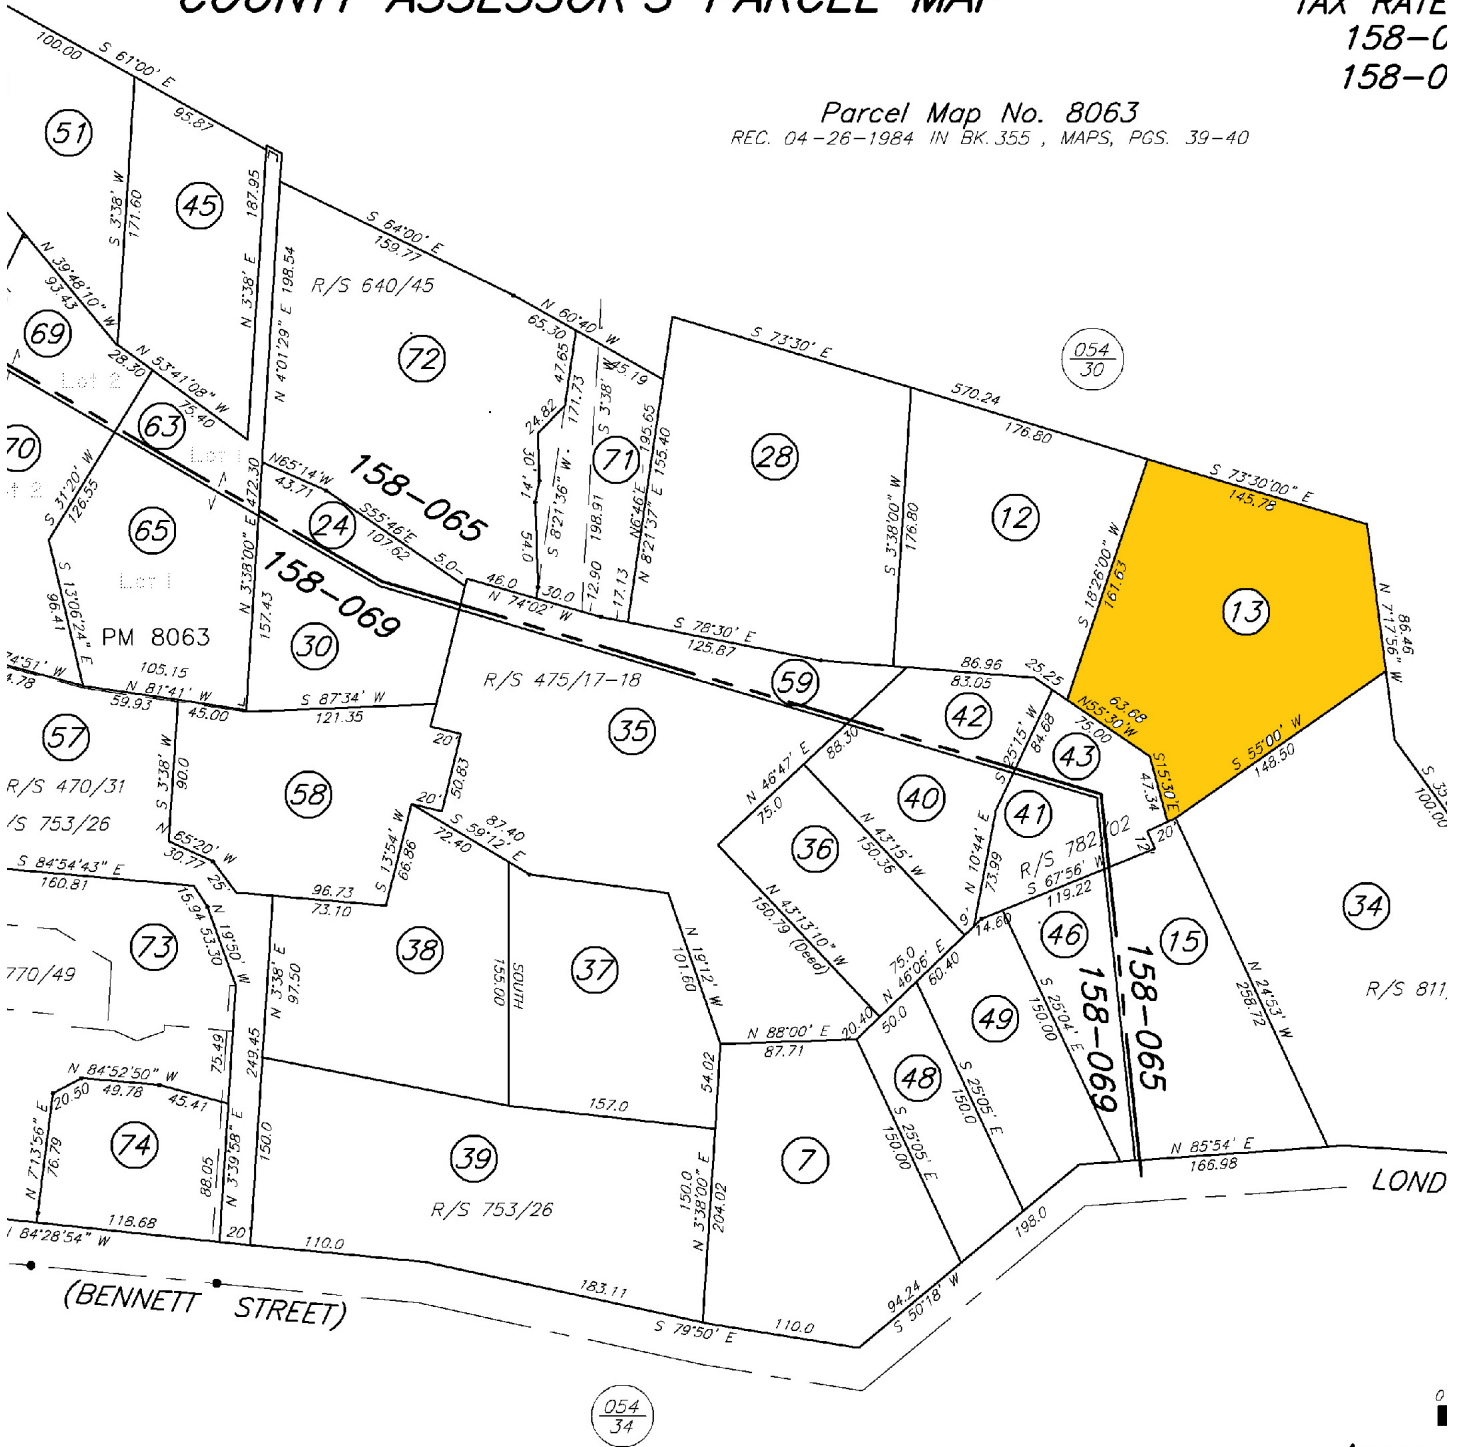 COUNTY ASSESSOR'S PARCEL MAP
TAX RATE
158-0
158-0
Parcel Map No. 8063
REC. 04-26-1984 IN BK. 355 , MAPS, PGS. 39-40
100.00
S 61°00' E
95.87
51
45
S 3°38' W
171.60
187.95
N 3°38' E
N 4°01'29" E 198.54
S 64°00' E
159.77
R/S 640/45
72
N 60°40' W
65.30
45.19
47.65
171.73
24.82
30'
14'
54.0
S 8°21'36" W
198.91
S 3°38' W
71
N6°46'E 195.65
N 8°21'37" E 155.40
12.90
17.13
N 39°48'10" W
93.43
69
28.30
N 53°41'08" W
75.40
Lot 2
63
Lot 1
70
S 31°20' W
126.55
65
Lot 1
S 13°06'24" E
96.41
PM 8063
105.15
N 3°38'00" E 472.30
157.43
N65°14'W
43.71
24
S55°46'E
107.62
158-065
158-069
5.0
46.0
30.0
N 74°02' W
30
S 87°34' W
121.35
N 81°41' W
59.93
45.00
S 73°30' E
570.24
176.80
054
30
28
12
S 3°38'00" W
176.80
S 18°26'00" W
161.63
S 73°30'00" E
145.78
13
N 7°17'56" W
86.46
S 55°00' W
148.50
N55°30'W
63.68
75.00
S15°30'E
47.34
S 78°30' E
125.87
59
86.96
83.05
25.25
42
S 25°15' W
84.68
43
R/S 475/17-18
35
20'
50.83
20'
N 46°47' E
88.30
75.0
40
41
36
N 43°15' W
150.36
N 10°44' E
73.99
R/S 782/02
S 67°56' W
119.22
12'
20'
57
R/S 470/31
/S 753/26
S 3°38' W
90.0
58
N 65°20' W
30.77
25'
S 84°54'43" E
160.81
96.73
73.10
S 13°54' W
66.86
S 59°12' E
87.40
72.40
73
770/49
15.94
N 19°50' W
53.30
N 3°38' E
97.50
249.45
38
SOUTH
155.00
37
N 19°12' W
101.60
N 43°13'10" W
150.79 (Deed)
9'
14.60
N 46°06' E
75.0
60.40
20.40
50.0
46
15
34
R/S 811/
N 24°53' W
258.72
49
S 25°04' E
150.00
158-065
158-069
N 88°00' E
87.71
54.02
48
S 25°05' E
150.0
S 25°05' E
150.00
75.49
N 84°52'50" W
20.50
49.78
45.41
N 7°13'56" E
76.79
74
88.05
N 3°39'58" E
150.0
39
R/S 753/26
157.0
150.0
N 3°38'00" E
204.02
7
N 85°54' E
166.98
LOND
198.0
118.68
84°28'54" W
20'
110.0
183.11
S 79°50' E
110.0
94.24
S 50°18' W
(BENNETT STREET)
054
34
0